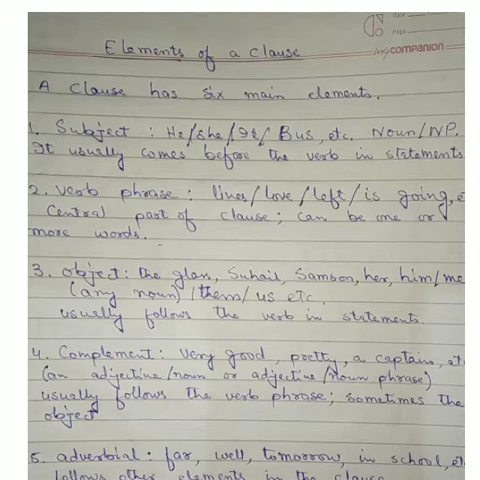 Date
Page
companion
Elements of a clause
A Clause has six main elements.
1. Subject : He/she/It/ Bus, etc. Noun/NP.
It usually comes before the verb in statements
2. Verb phrase : lives/love/left/is going, e
Central part of clause; can be one or
more words.
3. Object: the glass, Suhail, Samson, her, him/me
(any noun)/them/us etc.
usually follows the verb in statements.
4. Complement: very good, pretty, a captain, et
(an adjective/noun or adjective/noun phrase)
usually follows the verb phrase; sometimes the
object
5. adverbial : far, well, tomorrow, in school, et
follows other elements in the clause